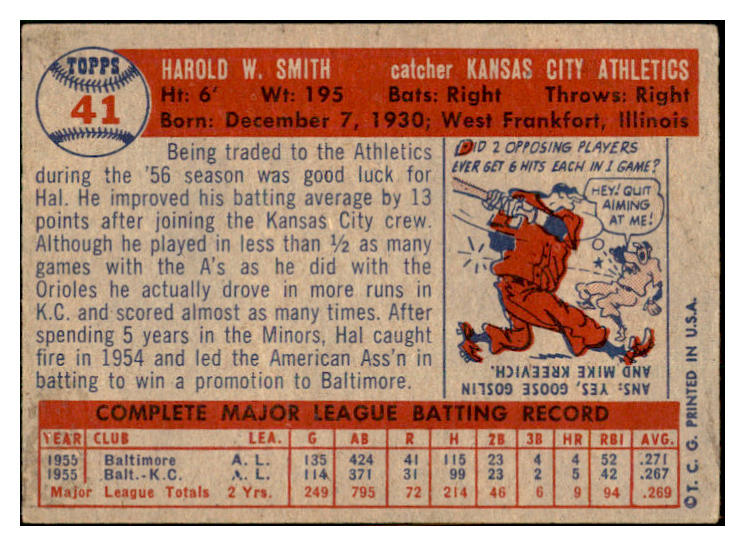 TOPPS
41
HAROLD W. SMITH catcher KANSAS CITY ATHLETICS
Ht: 6' Wt: 195 Bats: Right Throws: Right
Born: December 7, 1930; West Frankfort, Illinois
Being traded to the Athletics
during the '56 season was good luck for
Hal. He improved his batting average by 13
points after joining the Kansas City crew.
Although he played in less than ½ as many
games with the A's as he did with the
Orioles he actually drove in more runs in
K.C. and scored almost as many times. After
spending 5 years in the Minors, Hal caught
fire in 1954 and led the American Ass'n in
batting to win a promotion to Baltimore.
DID 2 OPPOSING PLAYERS
EVER GET 6 HITS EACH IN 1 GAME?
HEY! QUIT
AIMING
AT ME!
ANS: YES, GOOSE GOSLIN
AND MIKE KREEVICH.
COMPLETE MAJOR LEAGUE BATTING RECORD
YEAR CLUB LEA. G AB R H 2B 3B HR RBI AVG.
1955 Baltimore A. L. 135 424 41 115 23 4 4 52 .271
1955 Balt.-K.C. A. L. 114 371 31 99 23 2 5 42 .267
Major League Totals 2 Yrs. 249 795 72 214 46 6 9 94 .269
© T. C. G. PRINTED IN U.S.A.